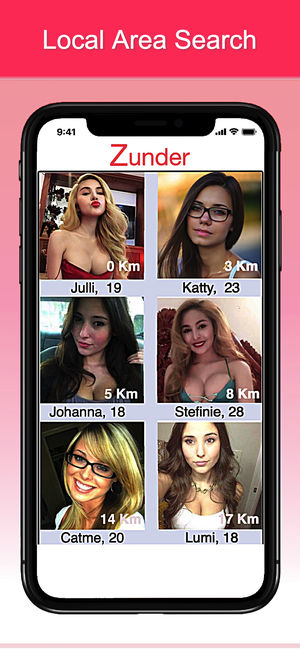 Local Area Search
9:41
Zunder
0 Km
3 Km
Julli, 19
Katty, 23
5 Km
8 Km
Johanna, 18
Stefinie, 28
14 Km
17 Km
Catme, 20
Lumi, 18